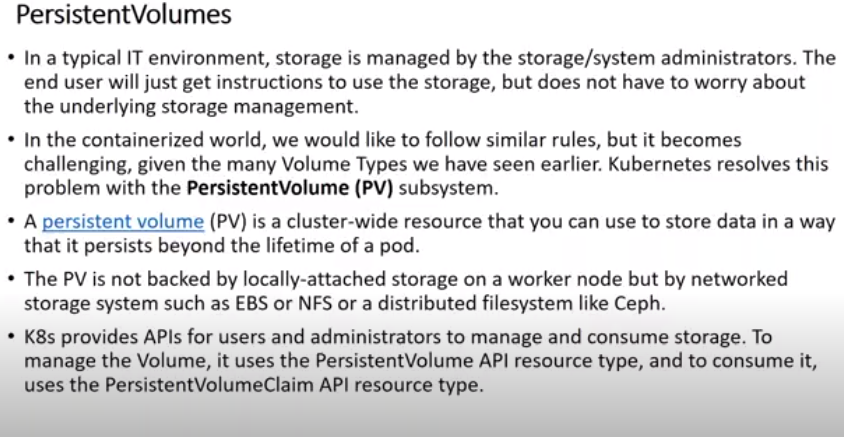 PersistentVolumes
• In a typical IT environment, storage is managed by the storage/system administrators. The
end user will just get instructions to use the storage, but does not have to worry about
the underlying storage management.
• In the containerized world, we would like to follow similar rules, but it becomes
challenging, given the many Volume Types we have seen earlier. Kubernetes resolves this
problem with the PersistentVolume (PV) subsystem.
• A persistent volume (PV) is a cluster-wide resource that you can use to store data in a way
that it persists beyond the lifetime of a pod.
• The PV is not backed by locally-attached storage on a worker node but by networked
storage system such as EBS or NFS or a distributed filesystem like Ceph.
• K8s provides APIs for users and administrators to manage and consume storage. To
manage the Volume, it uses the PersistentVolume API resource type, and to consume it,
uses the PersistentVolumeClaim API resource type.